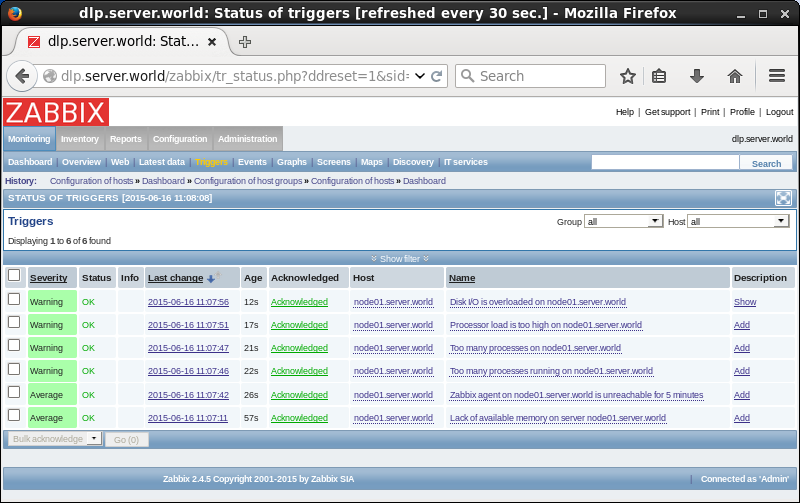 dlp.server.world: Status of triggers [refreshed every 30 sec.] - Mozilla Firefox
dlp.server.world: Stat...
dlp.server.world/zabbix/tr_status.php?ddreset=1&sid=
Search
ZABBIX
Help | Get support | Print | Profile | Logout
Monitoring Inventory Reports Configuration Administration dlp.server.world
Dashboard | Overview | Web | Latest data | Triggers | Events | Graphs | Screens | Maps | Discovery | IT services Search
History: Configuration of hosts » Dashboard » Configuration of host groups » Configuration of hosts » Dashboard
STATUS OF TRIGGERS [2015-06-16 11:08:08]
Triggers Group all Host all
Displaying 1 to 6 of 6 found
Show filter
Severity Status Info Last change Age Acknowledged Host Name Description
Warning OK 2015-06-16 11:07:56 12s Acknowledged node01.server.world Disk I/O is overloaded on node01.server.world Show
Warning OK 2015-06-16 11:07:51 17s Acknowledged node01.server.world Processor load is too high on node01.server.world Add
Warning OK 2015-06-16 11:07:47 21s Acknowledged node01.server.world Too many processes on node01.server.world Add
Warning OK 2015-06-16 11:07:46 22s Acknowledged node01.server.world Too many processes running on node01.server.world Add
Average OK 2015-06-16 11:07:42 26s Acknowledged node01.server.world Zabbix agent on node01.server.world is unreachable for 5 minutes Add
Average OK 2015-06-16 11:07:11 57s Acknowledged node01.server.world Lack of available memory on server node01.server.world Add
Bulk acknowledge Go (0)
Zabbix 2.4.5 Copyright 2001-2015 by Zabbix SIA | Connected as 'Admin'